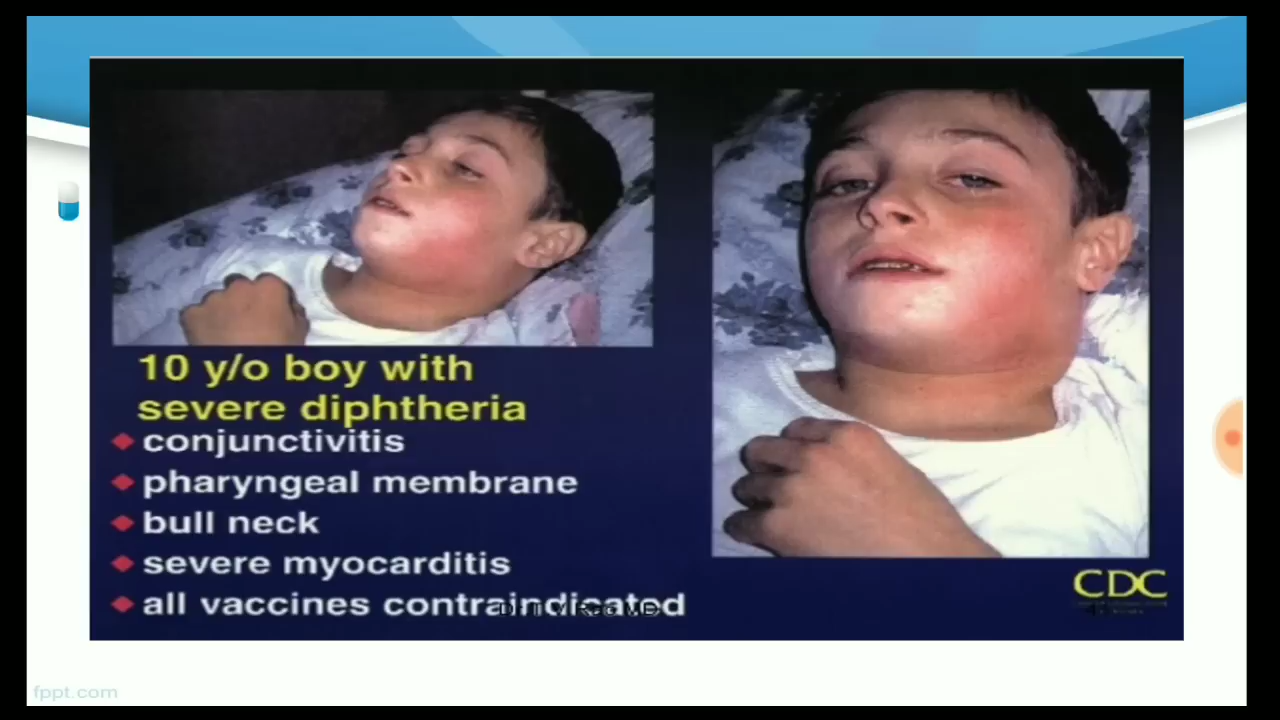 10 y/o boy with
severe diphtheria
conjunctivitis
pharyngeal membrane
bull neck
severe myocarditis
all vaccines contraindicated
CDC
fppt.com